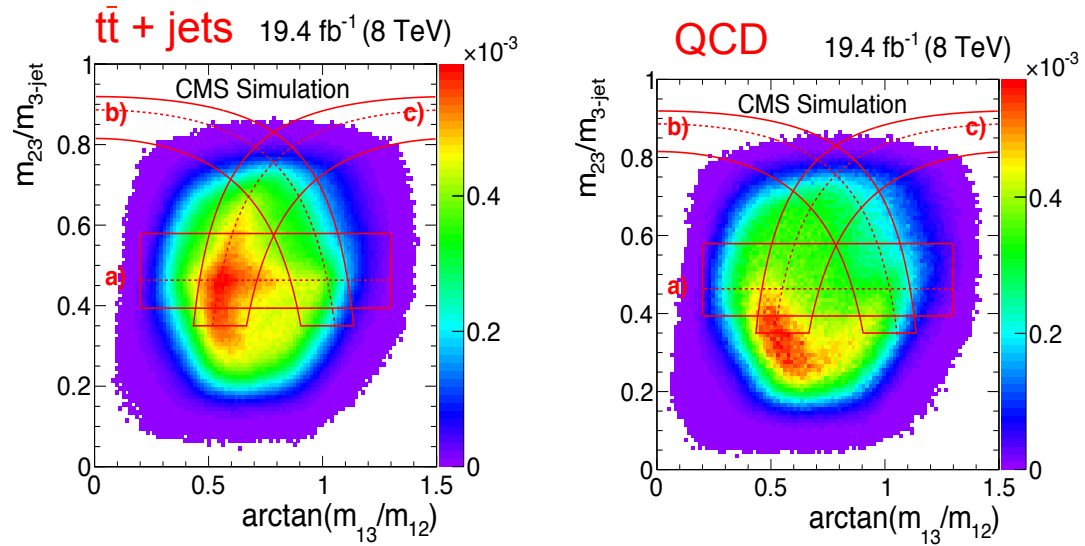 tt̄ + jets 19.4 fb⁻¹ (8 TeV)
×10⁻³
CMS Simulation
b)
c)
a)
m₂₃/m₃₋jet
1
0.8
0.6
0.4
0.2
0
0 0.5 1 1.5
arctan(m₁₃/m₁₂)
0.4
0.2
0
QCD 19.4 fb⁻¹ (8 TeV)
×10⁻³
CMS Simulation
b)
c)
a)
m₂₃/m₃₋jet
1
0.8
0.6
0.4
0.2
0
0 0.5 1 1.5
arctan(m₁₃/m₁₂)
0.4
0.2
0